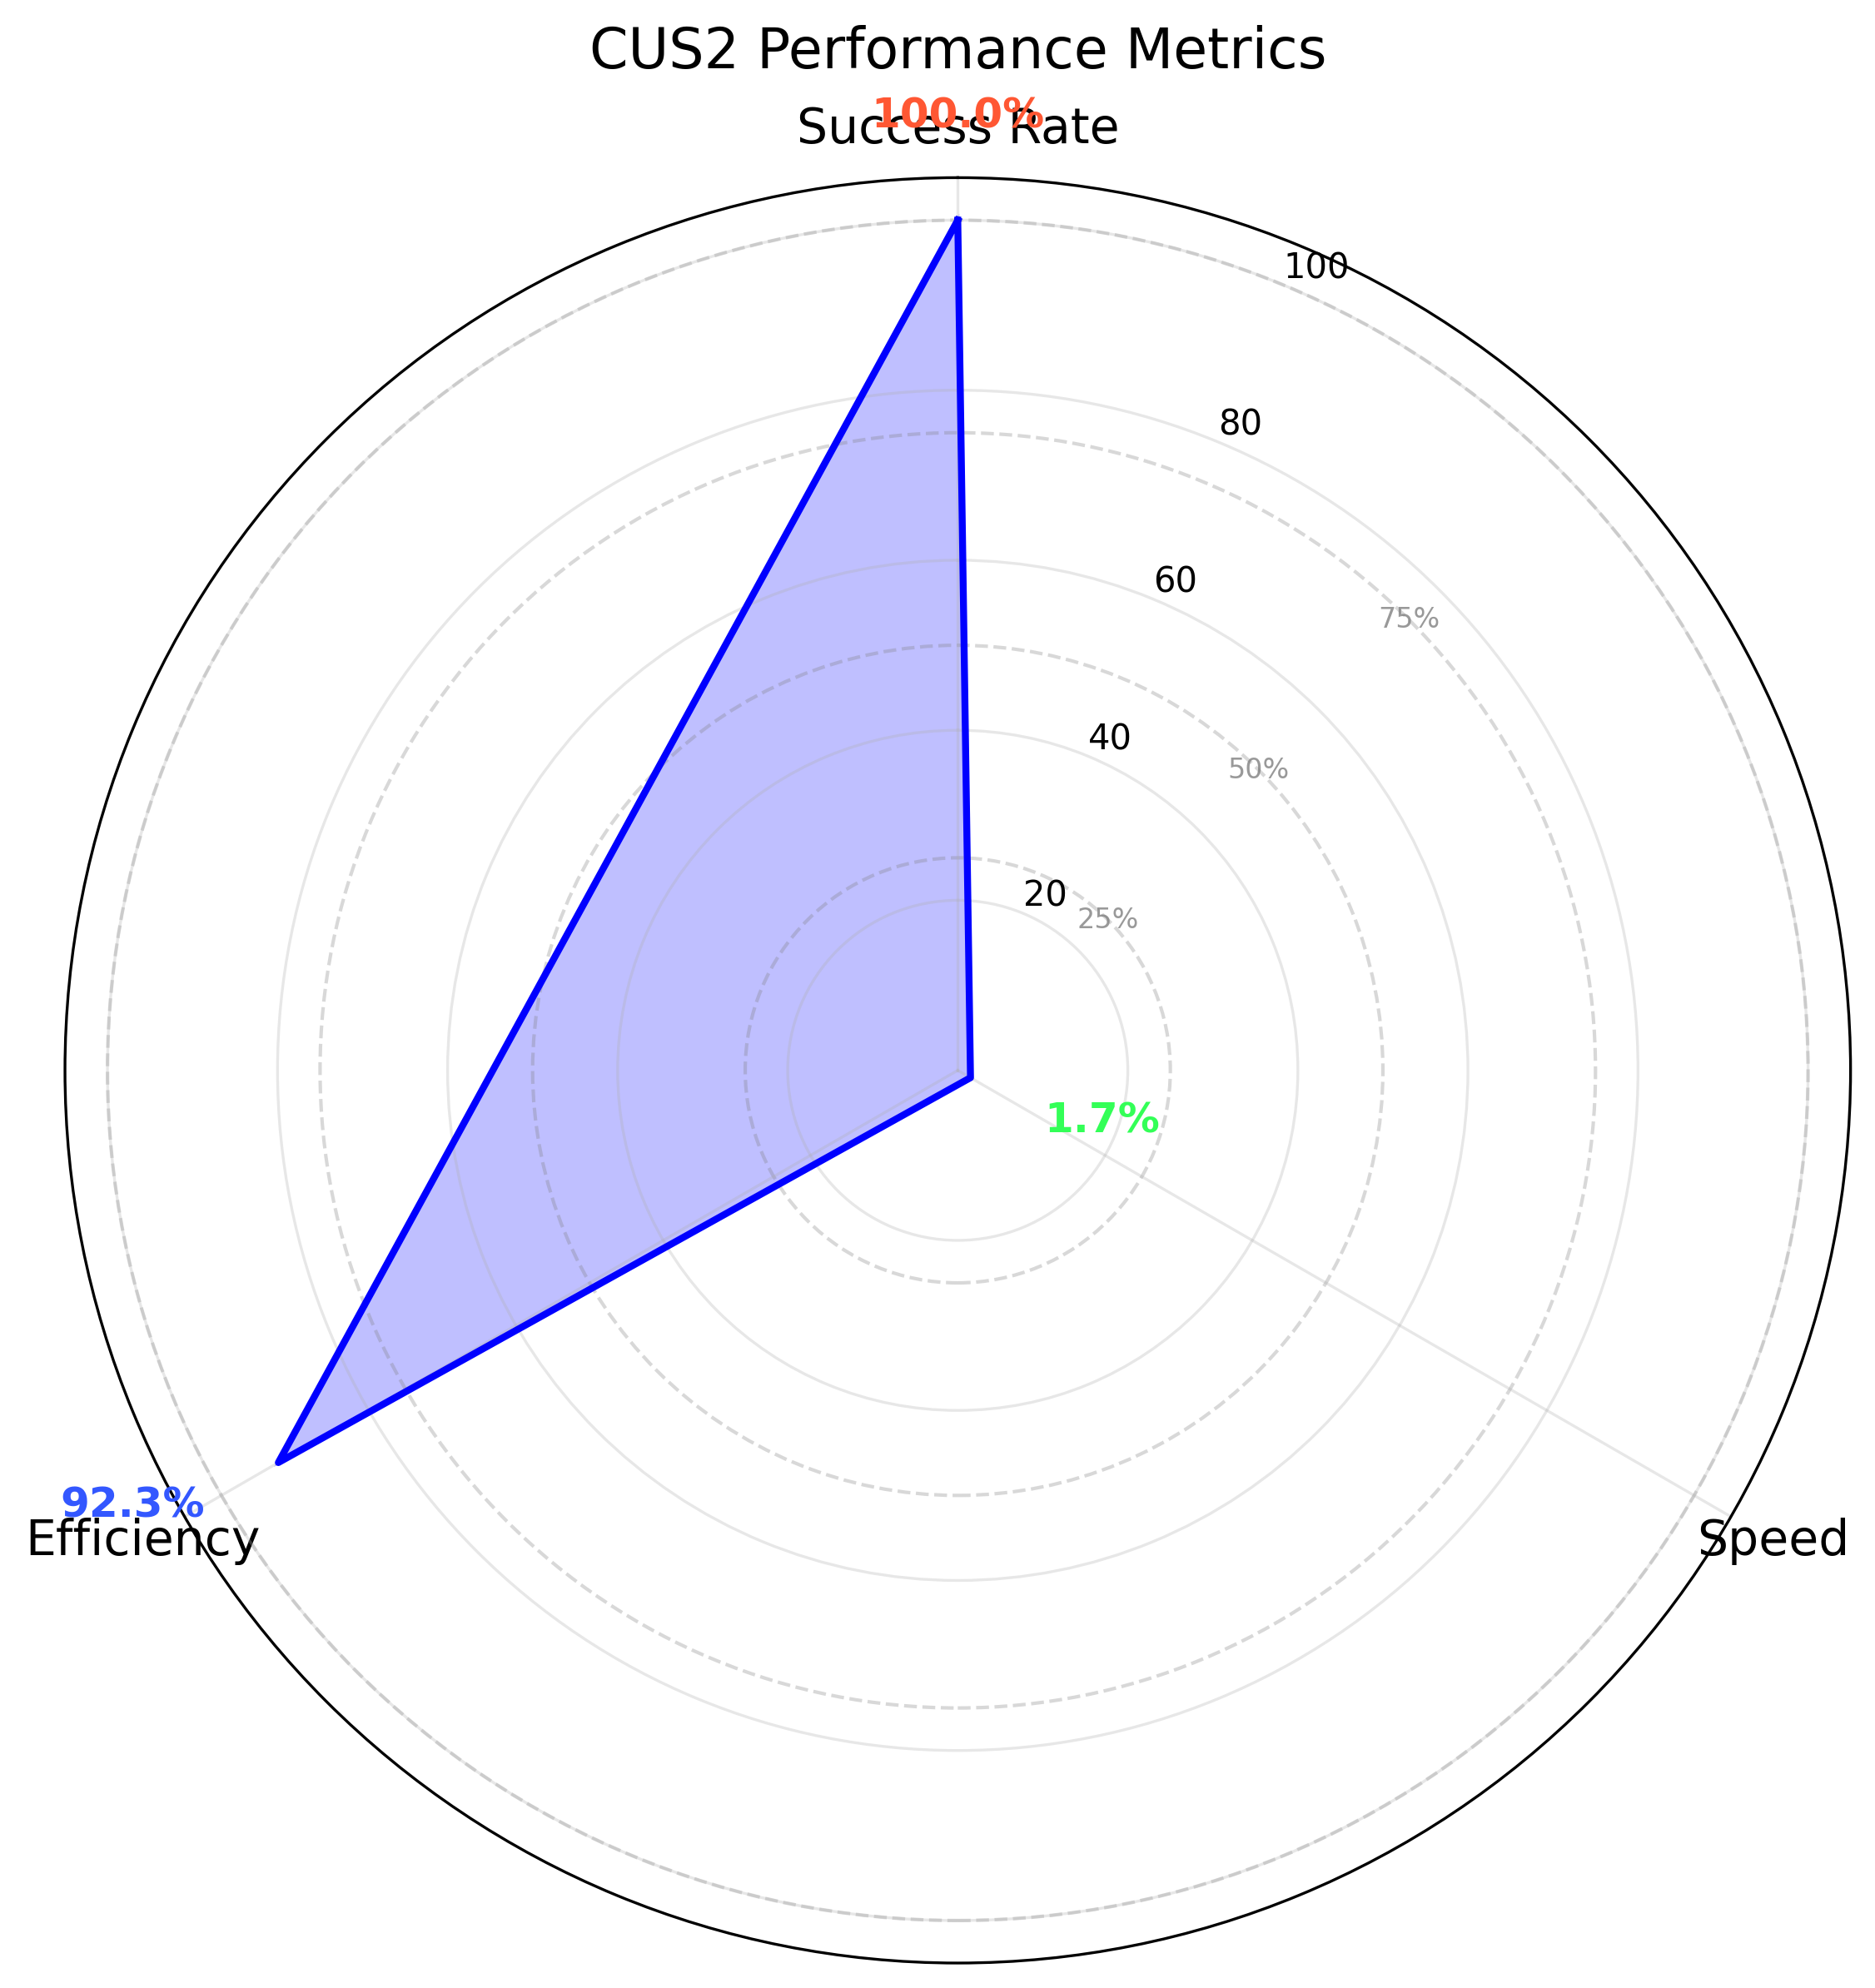 CUS2 Performance Metrics
100.0%
Success Rate
100
80
60
75%
40
50%
20
25%
1.7%
92.3%
Efficiency
Speed